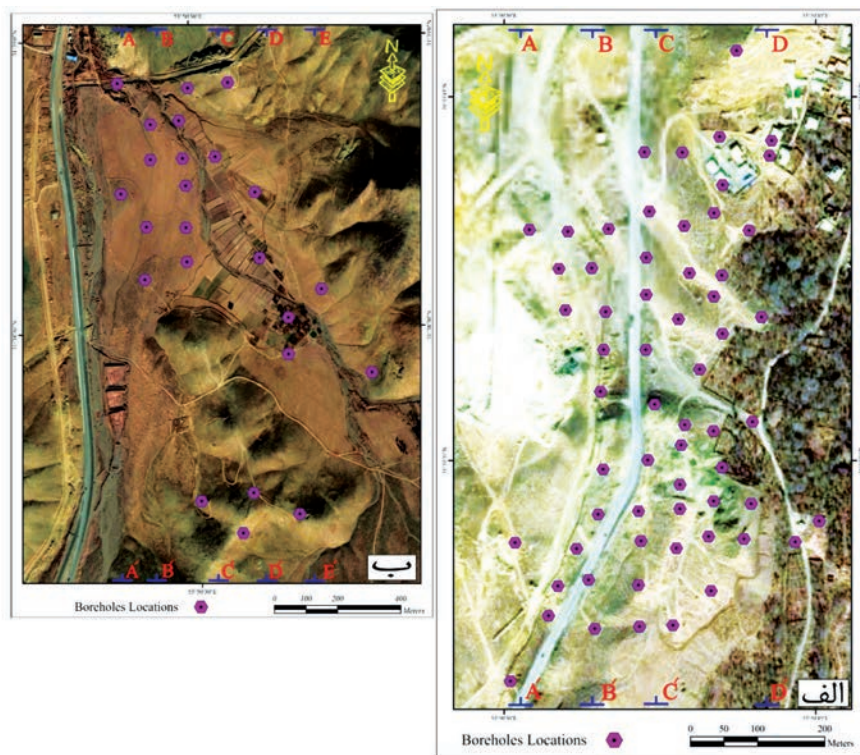 A B C D E
N
ب
A′ B′ C′ D′ E′
Boreholes Locations
0 100 200 400
Meters
A B C D
N
الف
A′ B′ C′ D′
Boreholes Locations
0 50 100 200
Meters